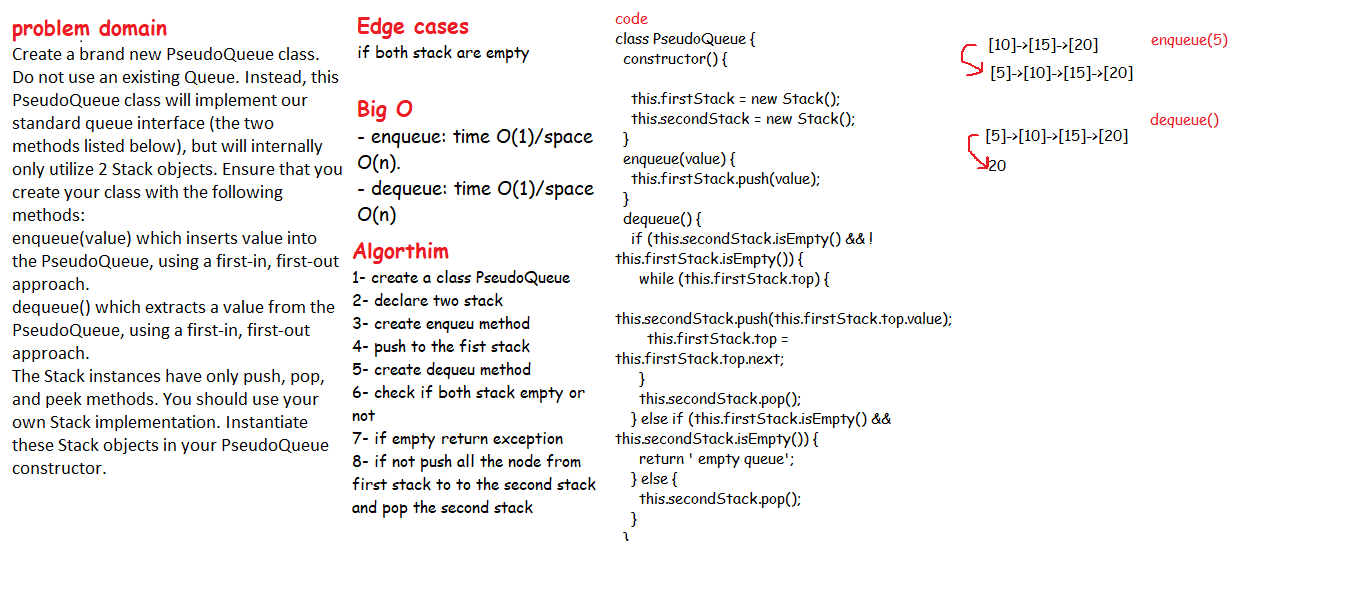 problem domain
Create a brand new PseudoQueue class.
Do not use an existing Queue. Instead, this
PseudoQueue class will implement our
standard queue interface (the two
methods listed below), but will internally
only utilize 2 Stack objects. Ensure that you
create your class with the following
methods:
enqueue(value) which inserts value into
the PseudoQueue, using a first-in, first-out
approach.
dequeue() which extracts a value from the
PseudoQueue, using a first-in, first-out
approach.
The Stack instances have only push, pop,
and peek methods. You should use your
own Stack implementation. Instantiate
these Stack objects in your PseudoQueue
constructor.
Edge cases
if both stack are empty
Big O
- enqueue: time O(1)/space
O(n).
- dequeue: time O(1)/space
O(n)
Algorthim
1- create a class PseudoQueue
2- declare two stack
3- create enqueu method
4- push to the fist stack
5- create dequeu method
6- check if both stack empty or
not
7- if empty return exception
8- if not push all the node from
first stack to to the second stack
and pop the second stack
code
class PseudoQueue {
constructor() {
this.firstStack = new Stack();
this.secondStack = new Stack();
}
enqueue(value) {
this.firstStack.push(value);
}
dequeue() {
if (this.secondStack.isEmpty() && !
this.firstStack.isEmpty()) {
while (this.firstStack.top) {
this.secondStack.push(this.firstStack.top.value);
this.firstStack.top =
this.firstStack.top.next;
}
this.secondStack.pop();
} else if (this.firstStack.isEmpty() &&
this.secondStack.isEmpty()) {
return ' empty queue';
} else {
this.secondStack.pop();
}
}
[10]->[15]->[20]
enqueue(5)
[5]->[10]->[15]->[20]
dequeue()
[5]->[10]->[15]->[20]
20